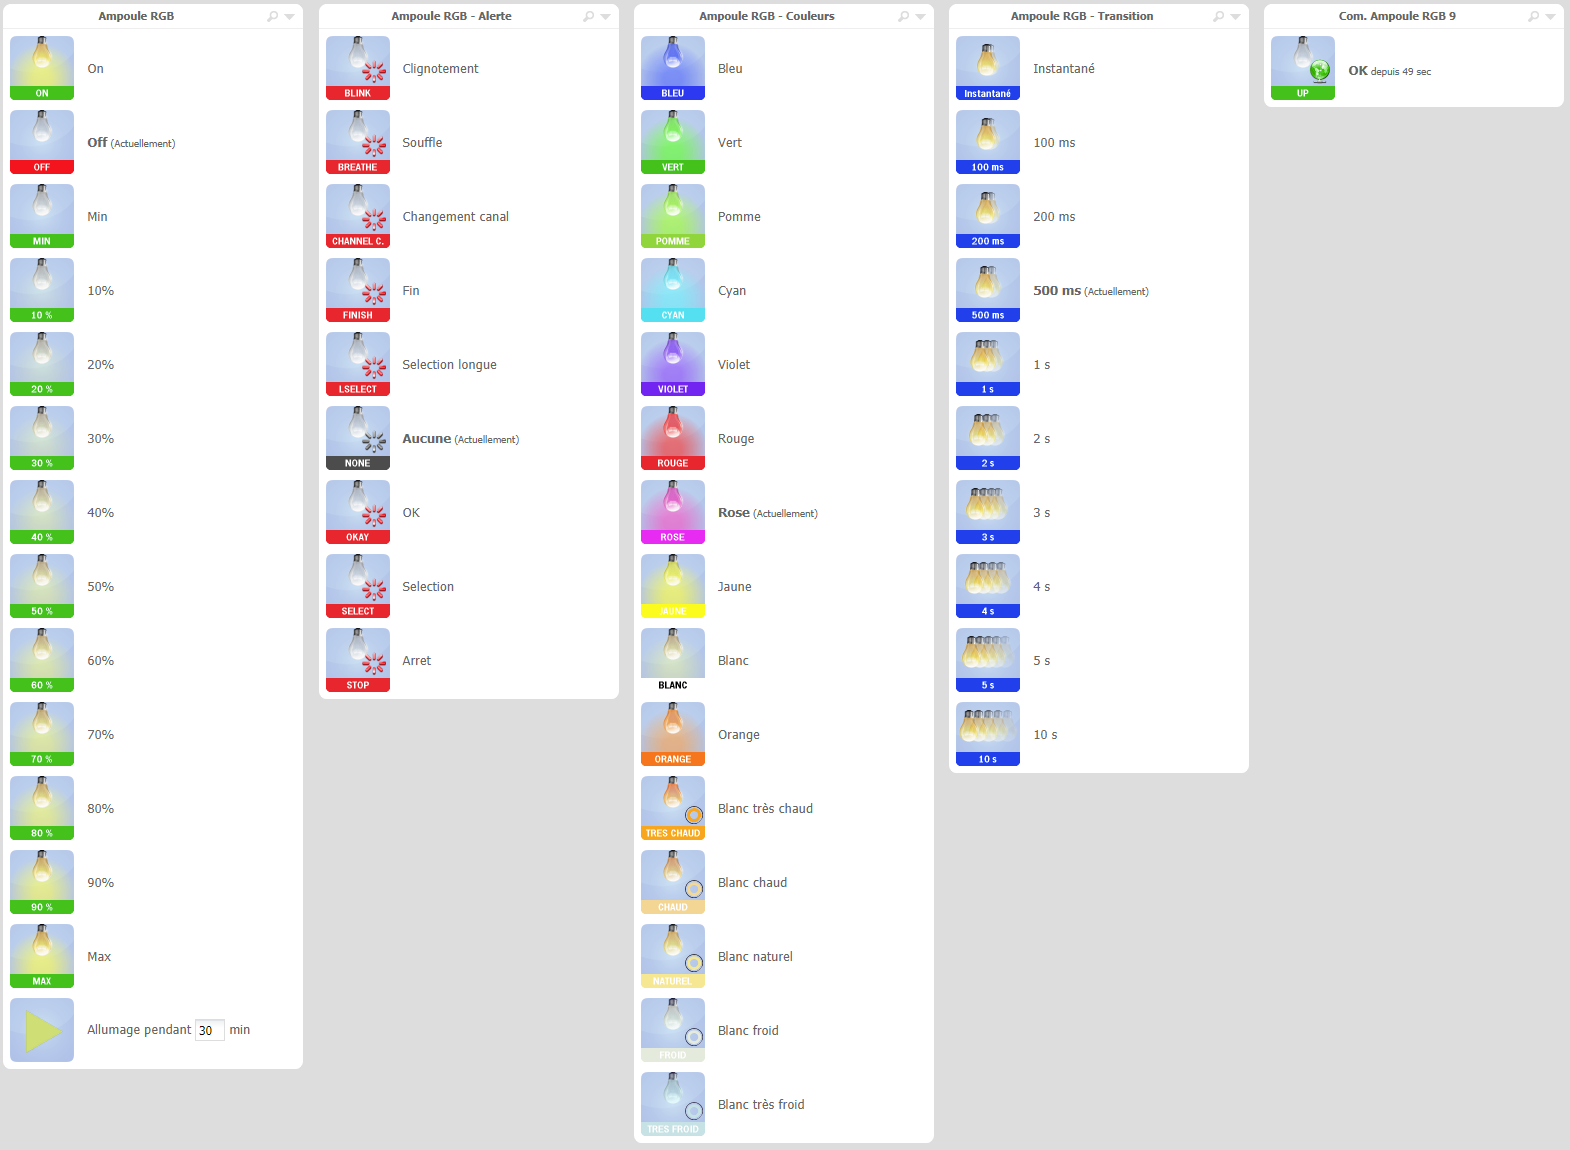 Ampoule RGB
ON
On
OFF
Off (Actuellement)
MIN
Min
10 %
10%
20 %
20%
30 %
30%
40 %
40%
50 %
50%
60 %
60%
70 %
70%
80 %
80%
90 %
90%
MAX
Max
Allumage pendant 30 min
Ampoule RGB - Alerte
BLINK
Clignotement
BREATHE
Souffle
CHANNEL C.
Changement canal
FINISH
Fin
LSELECT
Selection longue
NONE
Aucune (Actuellement)
OKAY
OK
SELECT
Selection
STOP
Arret
Ampoule RGB - Couleurs
BLEU
Bleu
VERT
Vert
POMME
Pomme
CYAN
Cyan
VIOLET
Violet
ROUGE
Rouge
ROSE
Rose (Actuellement)
JAUNE
Jaune
BLANC
Blanc
ORANGE
Orange
TRES CHAUD
Blanc très chaud
CHAUD
Blanc chaud
NATUREL
Blanc naturel
FROID
Blanc froid
TRES FROID
Blanc très froid
Ampoule RGB - Transition
Instantané
Instantané
100 ms
100 ms
200 ms
200 ms
500 ms
500 ms (Actuellement)
1 s
1 s
2 s
2 s
3 s
3 s
4 s
4 s
5 s
5 s
10 s
10 s
Com. Ampoule RGB 9
UP
OK depuis 49 sec